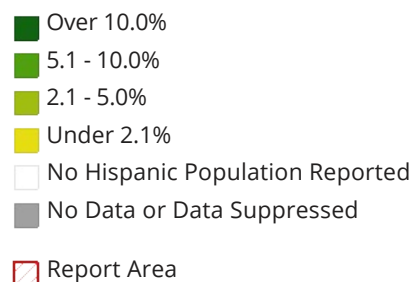 Over 10.0%
5.1 - 10.0%
2.1 - 5.0%
Under 2.1%
No Hispanic Population Reported
No Data or Data Suppressed
Report Area